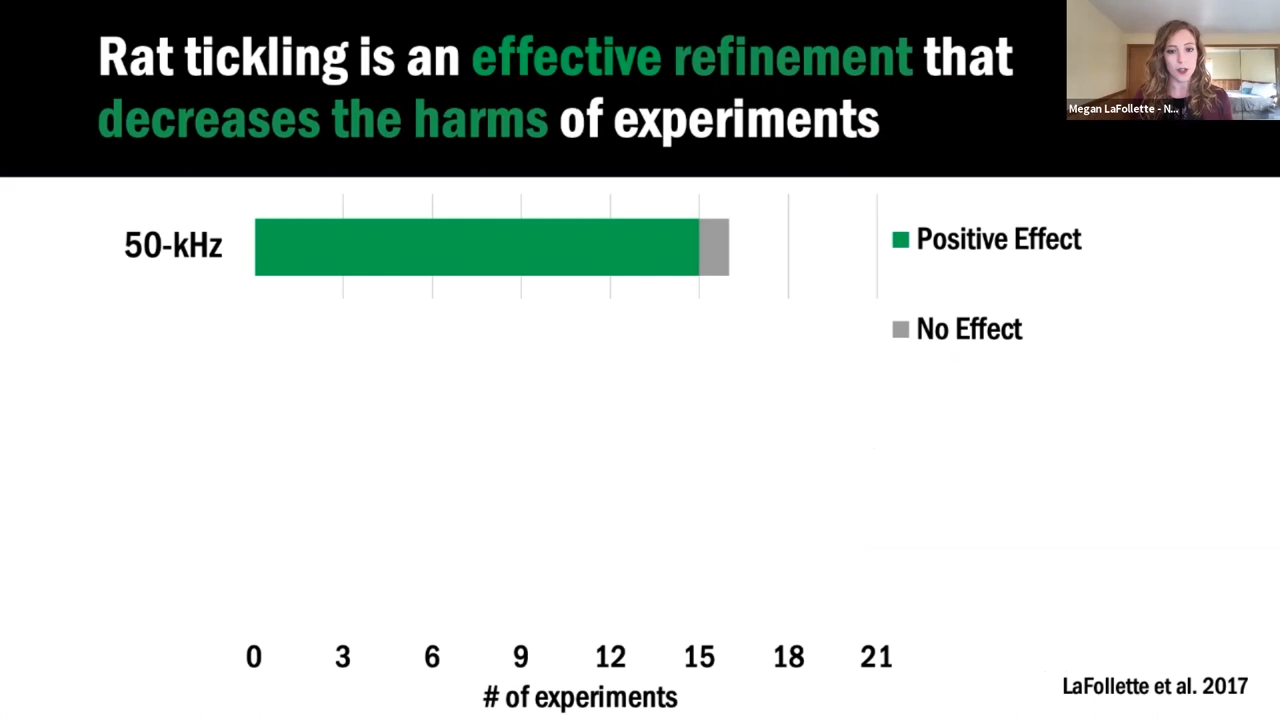 Rat tickling is an effective refinement that
decreases the harms of experiments
Megan LaFollette - N...
50-kHz
Positive Effect
No Effect
0 3 6 9 12 15 18 21
# of experiments
LaFollette et al. 2017